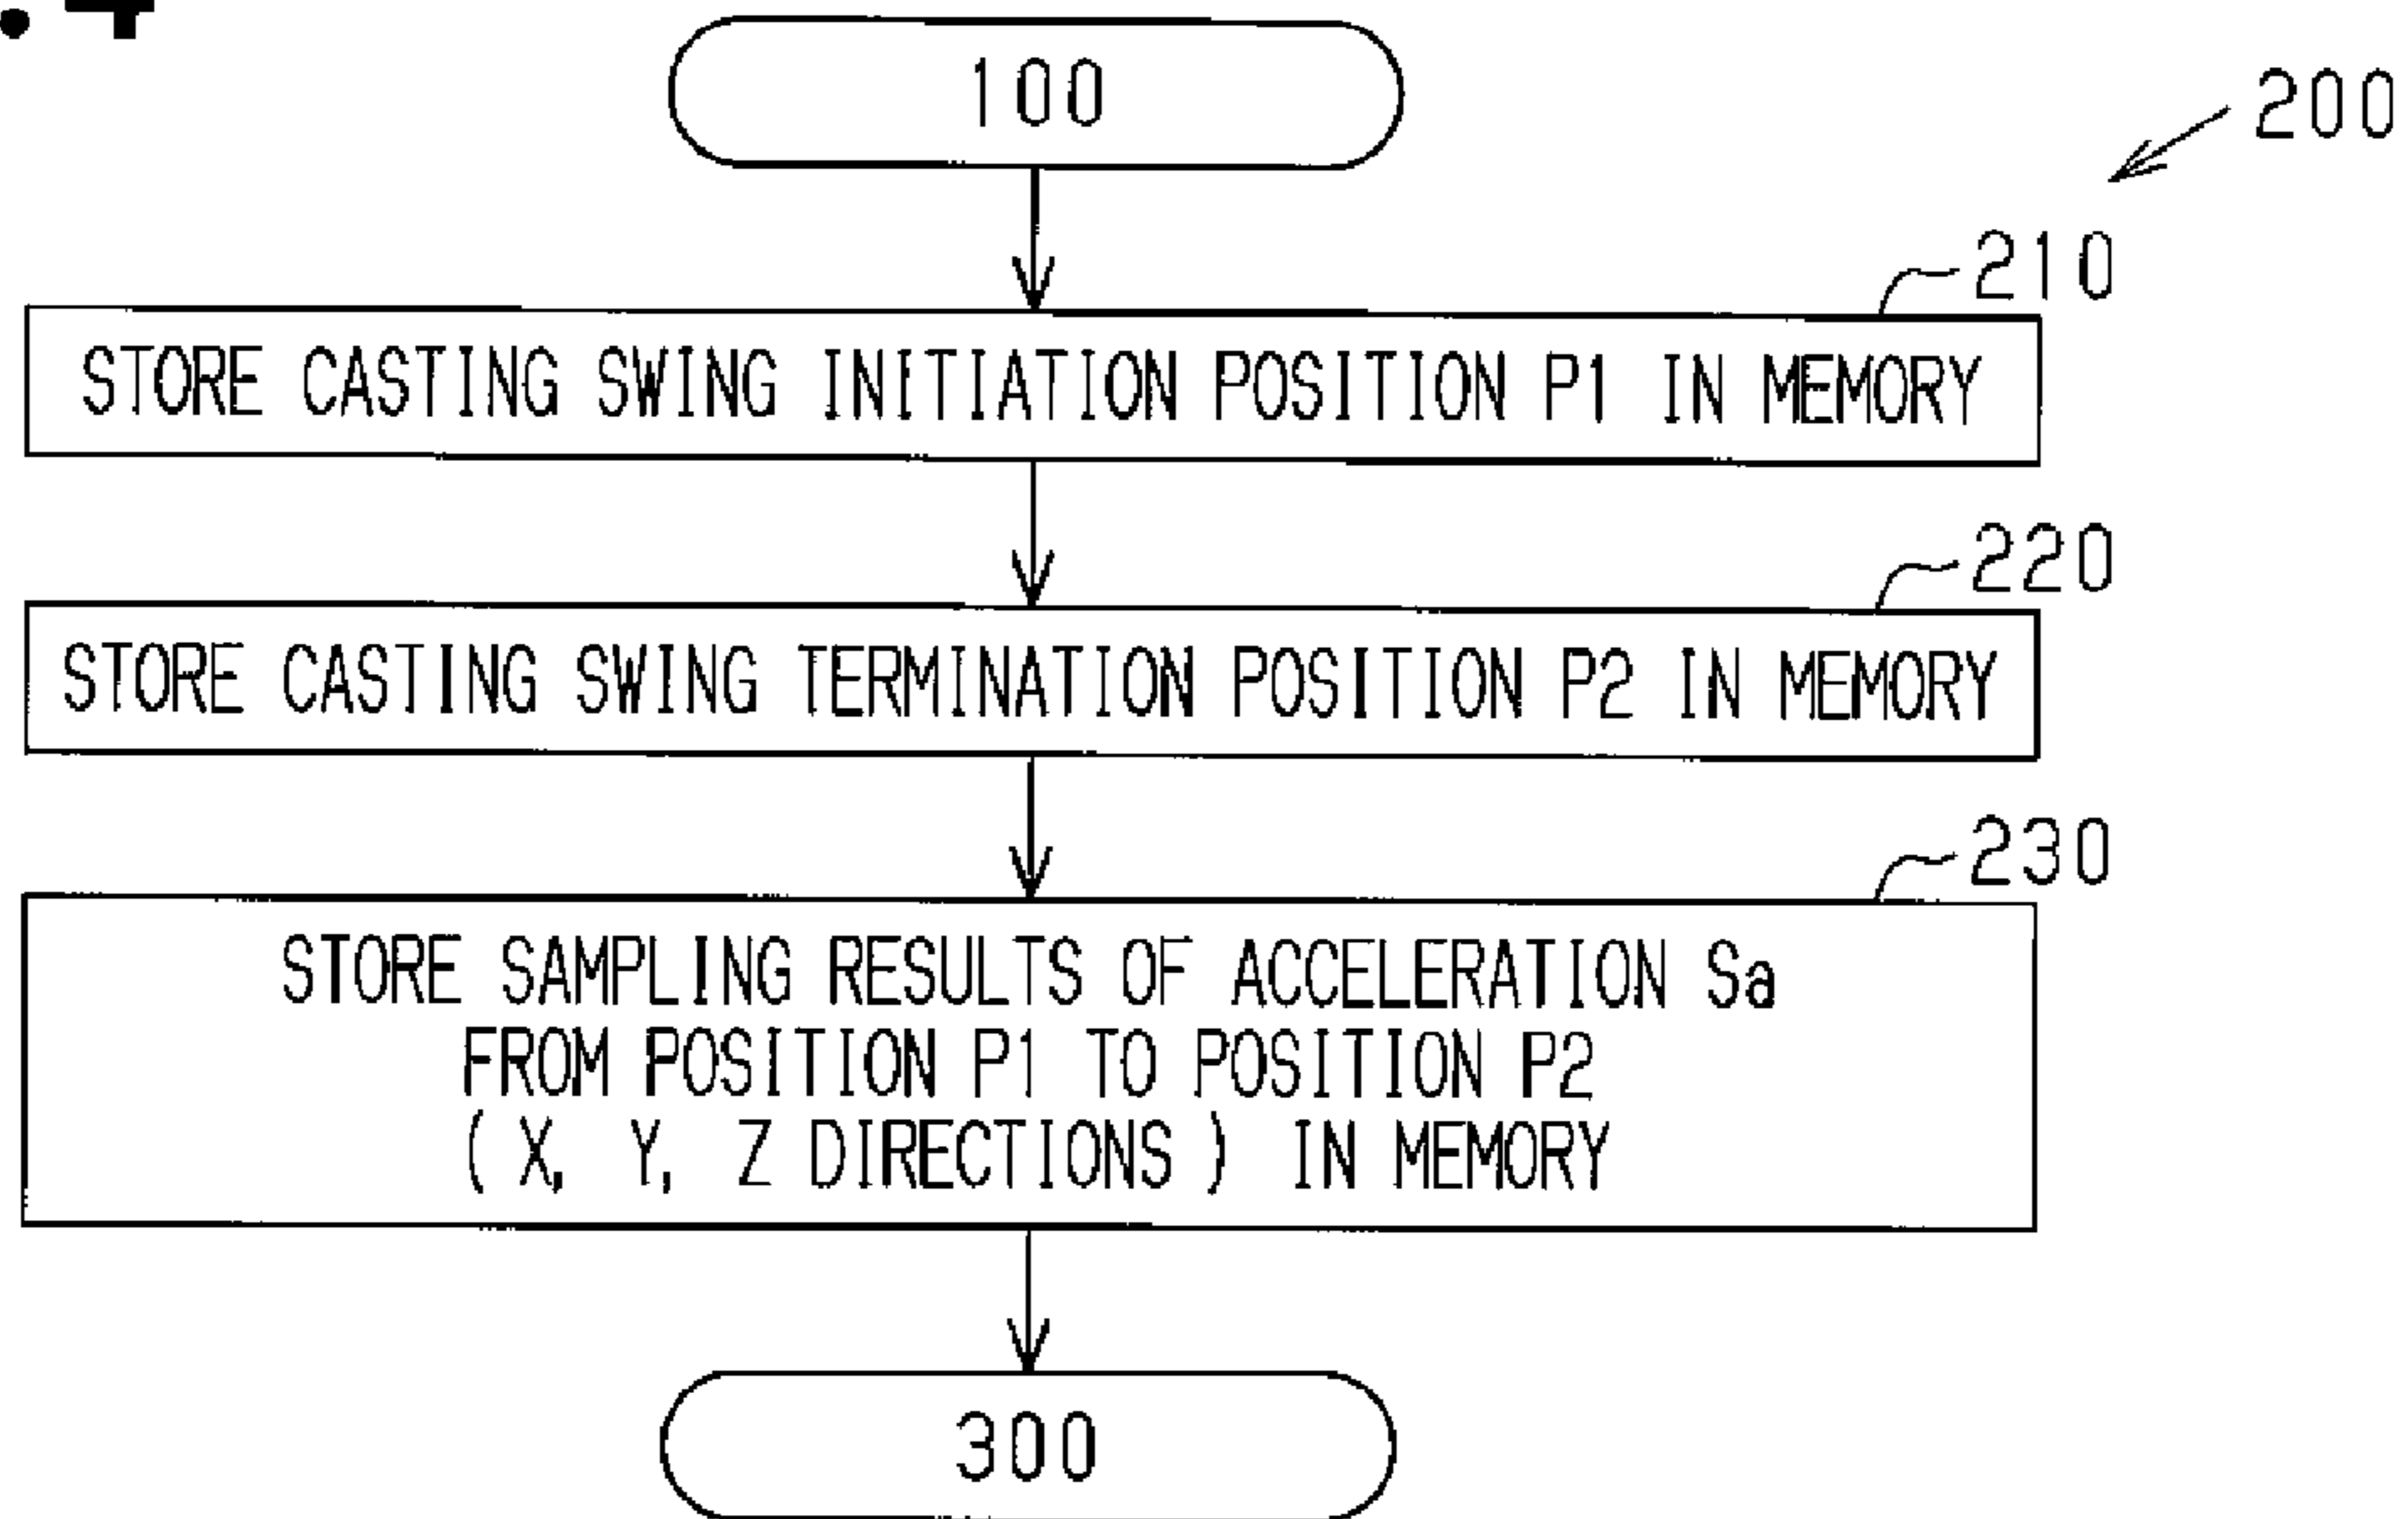 100
200
210
STORE CASTING SWING INITIATION POSITION P1 IN MEMORY
220
STORE CASTING SWING TERMINATION POSITION P2 IN MEMORY
230
STORE SAMPLING RESULTS OF ACCELERATION Sa
FROM POSITION P1 TO POSITION P2
( X, Y, Z DIRECTIONS ) IN MEMORY
300